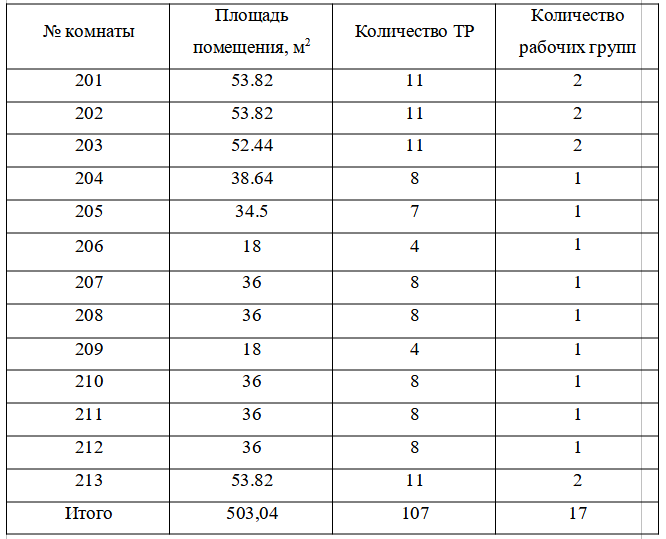 № комнаты Площадь помещения, м² Количество ТР Количество рабочих групп
201 53.82 11 2
202 53.82 11 2
203 52.44 11 2
204 38.64 8 1
205 34.5 7 1
206 18 4 1
207 36 8 1
208 36 8 1
209 18 4 1
210 36 8 1
211 36 8 1
212 36 8 1
213 53.82 11 2
Итого 503,04 107 17